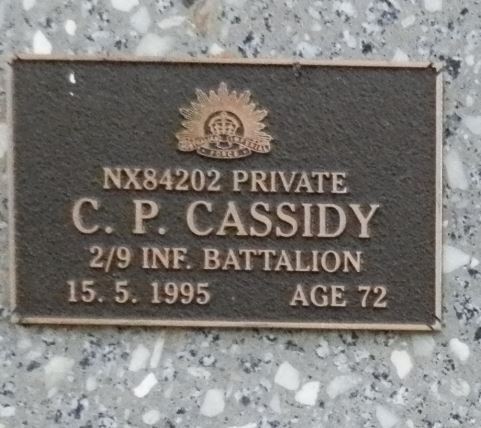 NX84202 PRIVATE
C. P. CASSIDY
2/9 INF. BATTALION
15. 5. 1995 AGE 72